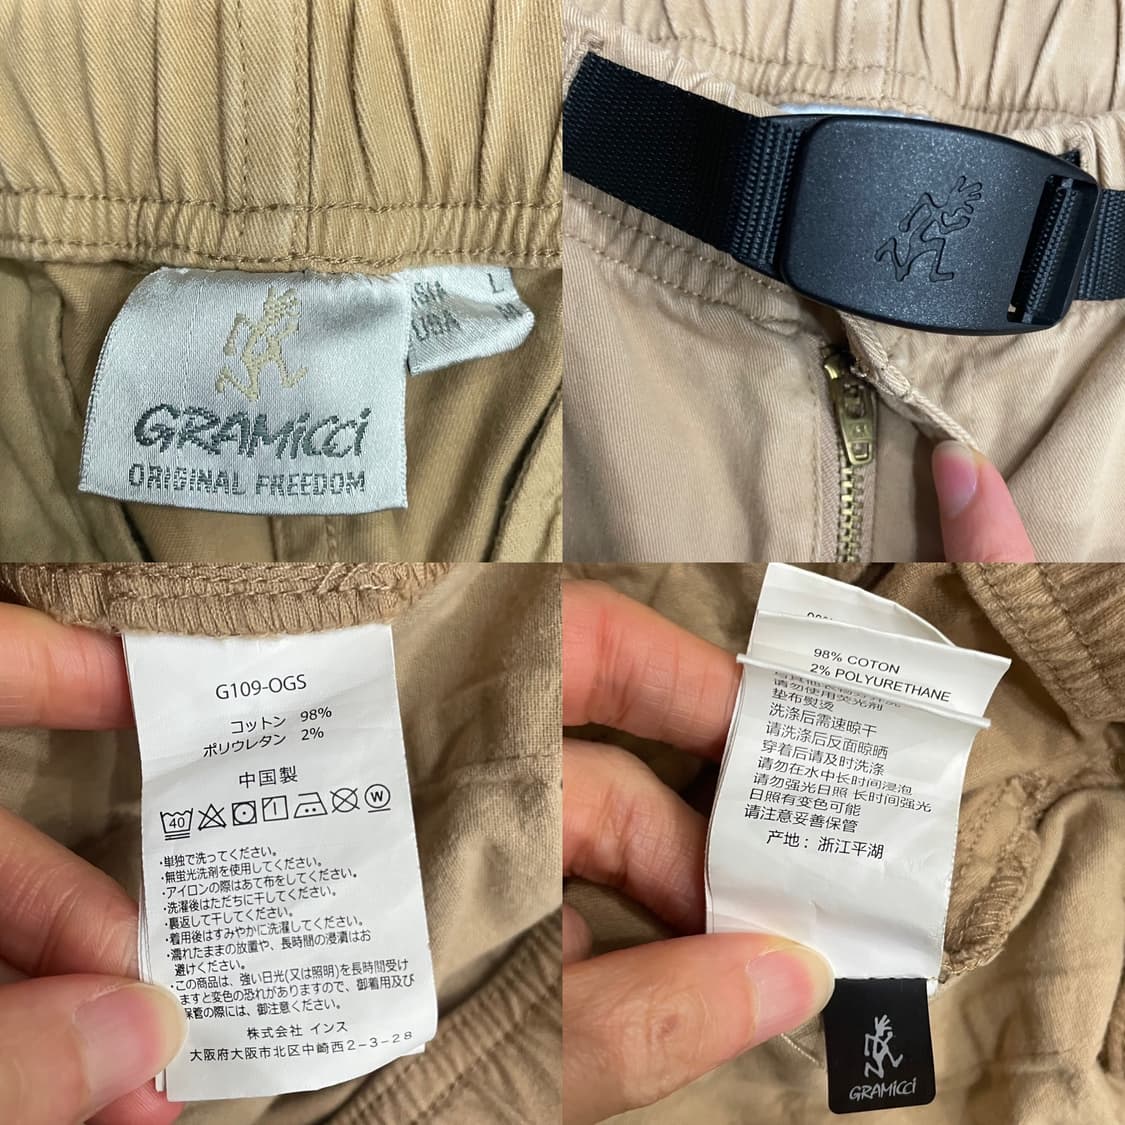 GRAMiCCi
ORIGINAL FREEDOM
L
USA
G109-OGS
コットン 98%
ポリウレタン 2%
中国製
40
W
・単独で洗ってください。
・無蛍光洗剤を使用してください。
・アイロンの際はあて布をしてください。
・洗濯後はただちに干してください。
・裏返して干してください。
・着用後はすみやかに洗濯してください。
・濡れたままの放置や、長時間の浸漬はお
避けください。
・この商品は、強い日光(又は照明)を長時間受け
ますと変色の恐れがありますので、御着用及び
保管の際には、御注意ください。
株式会社 インス
大阪府大阪市北区中崎西2-3-28
98% COTON
2% POLYURETHANE
请勿使用荧光剂
垫布熨烫
洗涤后需速晾干
请洗涤后反面晾晒
穿着后请及时洗涤
请勿在水中长时间浸泡
请勿强光日照 长时间强光
日照有变色可能
请注意妥善保管
产地：浙江平湖
GRAMiCCi